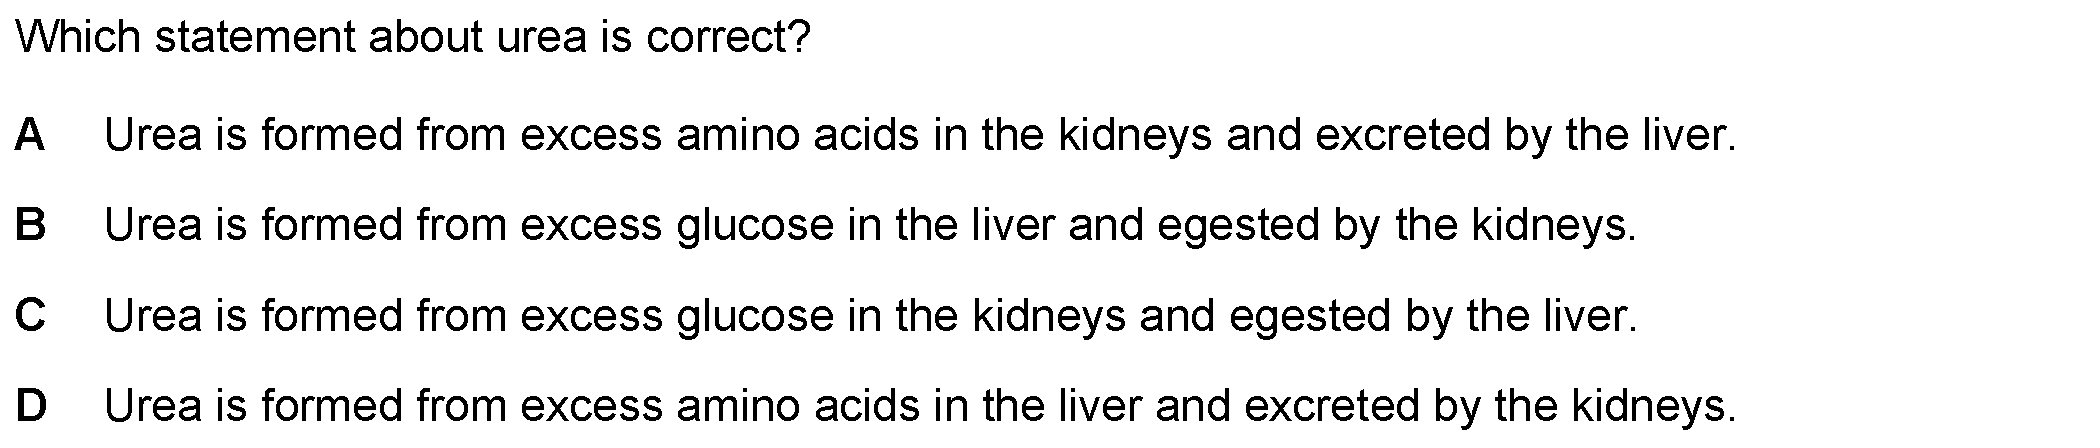 Which statement about urea is correct?
A Urea is formed from excess amino acids in the kidneys and excreted by the liver.
B Urea is formed from excess glucose in the liver and egested by the kidneys.
C Urea is formed from excess glucose in the kidneys and egested by the liver.
D Urea is formed from excess amino acids in the liver and excreted by the kidneys.